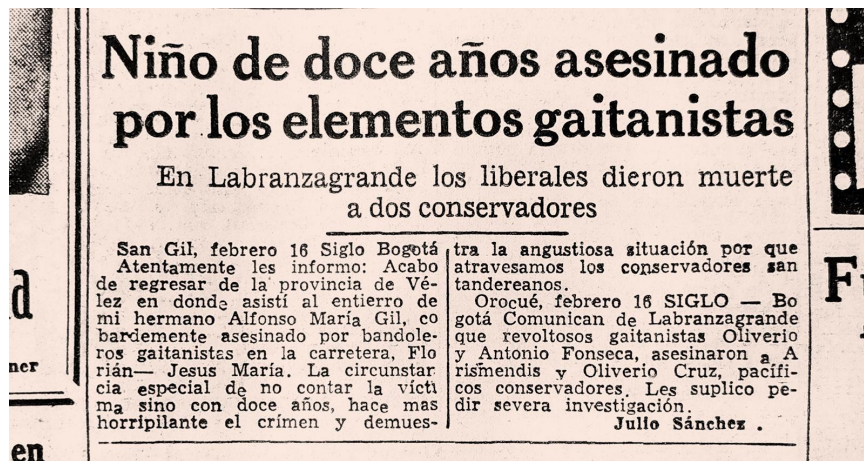 Niño de doce años asesinado
por los elementos gaitanistas
En Labranzagrande los liberales dieron muerte
a dos conservadores
San Gil, febrero 16 Siglo Bogotá
Atentamente les informo: Acabo
de regresar de la provincia de Vé-
lez en donde asistí al entierro de
mi hermano Alfonso María Gil, co
bardemente asesinado por bandole-
ros gaitanistas en la carretera, Flo
rián— Jesus María. La circunstan
cia especial de no contar la vícti
ma sino con doce años, hace mas
horripilante el crímen y demues-
tra la angustiosa situación por que
atravesamos los conservadores san
tandereanos.
Orocué, febrero 16 SIGLO — Bo
gotá Comunican de Labranzagrande
que revoltosos gaitanistas Oliverio
y Antonio Fonseca, asesinaron a A
rismendis y Oliverio Cruz, pacífi-
cos conservadores. Les suplico pe-
dir severa investigación.
Julio Sánchez .
d
ner
en
F